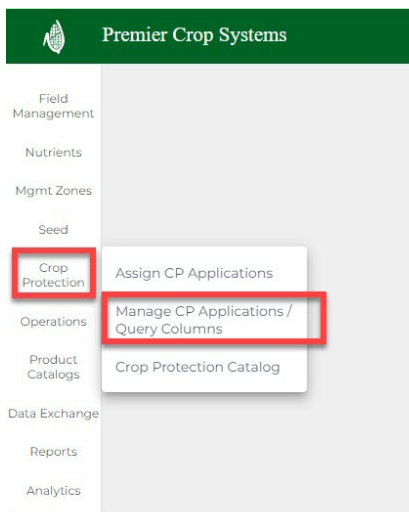 Premier Crop Systems
Field
Management
Nutrients
Mgmt Zones
Seed
Crop
Protection
Assign CP Applications
Manage CP Applications /
Query Columns
Crop Protection Catalog
Operations
Product
Catalogs
Data Exchange
Reports
Analytics